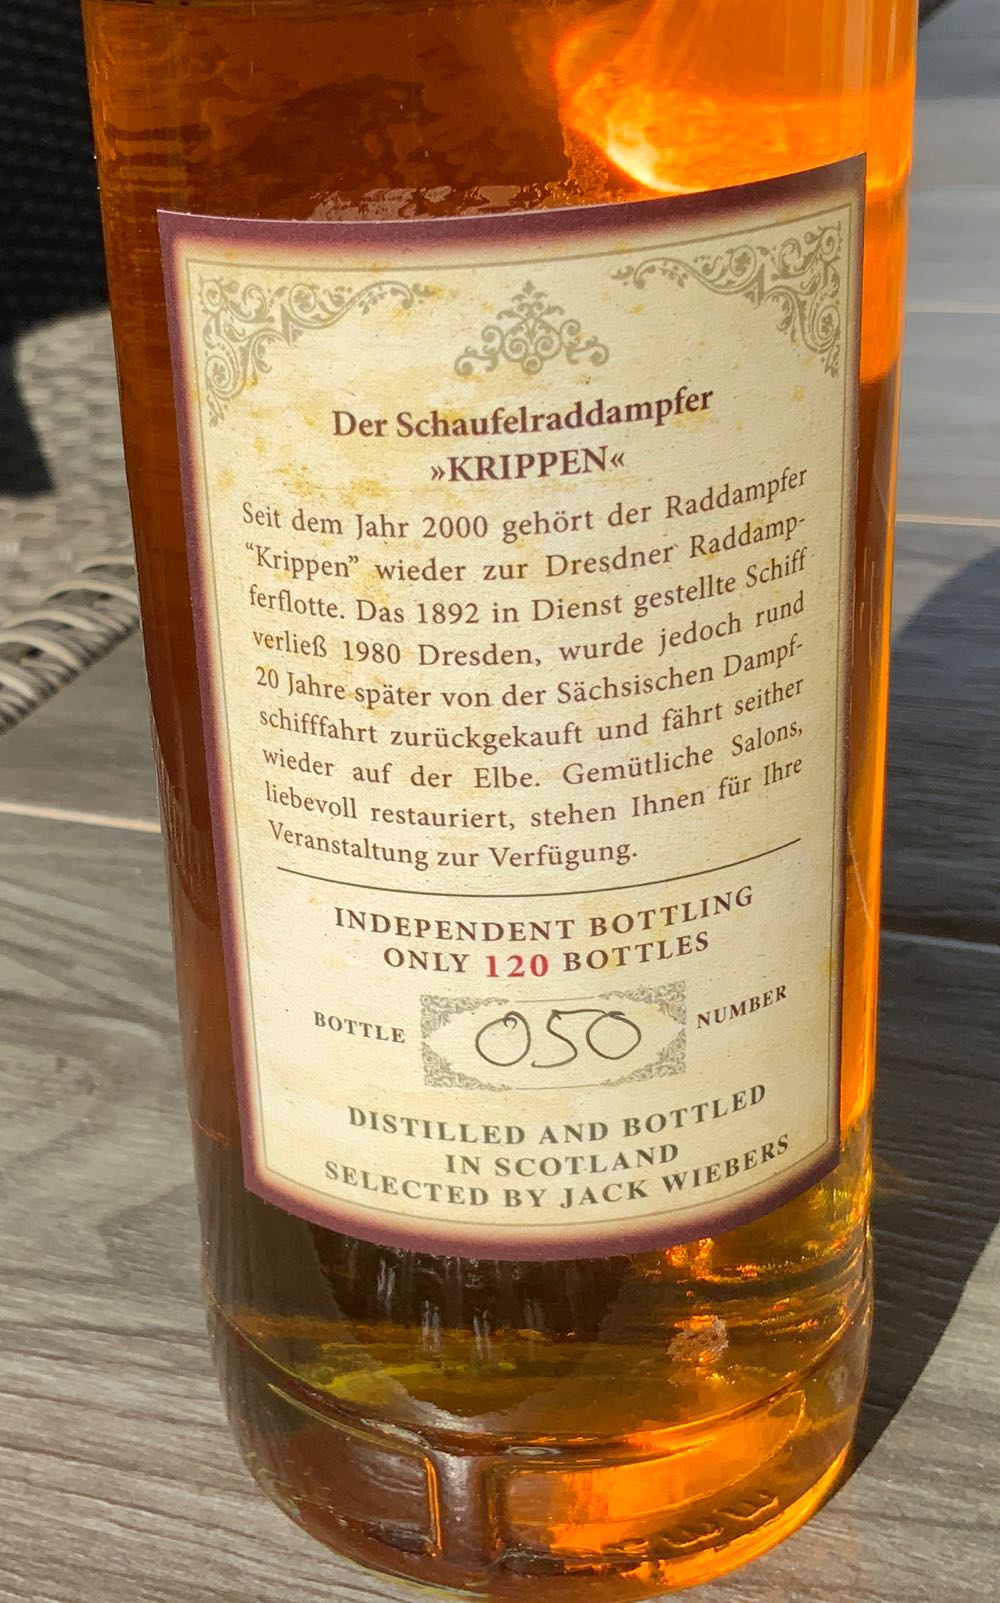 Der Schaufelraddampfer
»KRIPPEN«
Seit dem Jahr 2000 gehört der Raddampfer
“Krippen” wieder zur Dresdner Raddamp-
ferflotte. Das 1892 in Dienst gestellte Schiff
verließ 1980 Dresden, wurde jedoch rund
20 Jahre später von der Sächsischen Dampf-
schifffahrt zurückgekauft und fährt seither
wieder auf der Elbe. Gemütliche Salons,
liebevoll restauriert, stehen Ihnen für Ihre
Veranstaltung zur Verfügung.
INDEPENDENT BOTTLING
ONLY 120 BOTTLES
BOTTLE 050 NUMBER
DISTILLED AND BOTTLED
IN SCOTLAND
SELECTED BY JACK WIEBERS